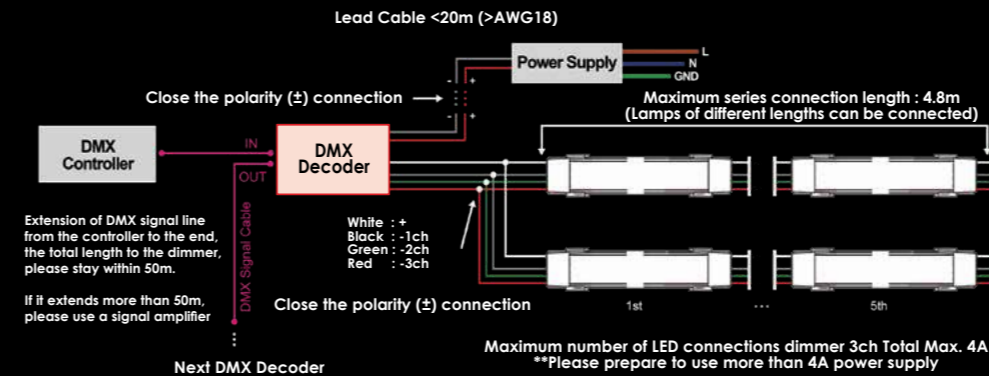 Lead Cable <20m (>AWG18)
Power Supply
L
N
GND
- +
Close the polarity (±) connection
- +
Maximum series connection length : 4.8m
(Lamps of different lengths can be connected)
DMX
Controller
IN
OUT
DMX
Decoder
DMX Signal Cable
Extension of DMX signal line
from the controller to the end,
the total length to the dimmer,
please stay within 50m.
If it extends more than 50m,
please use a signal amplifier
White : +
Black : -1ch
Green : -2ch
Red : -3ch
Close the polarity (±) connection
1st
...
5th
Next DMX Decoder
Maximum number of LED connections dimmer 3ch Total Max. 4A
**Please prepare to use more than 4A power supply